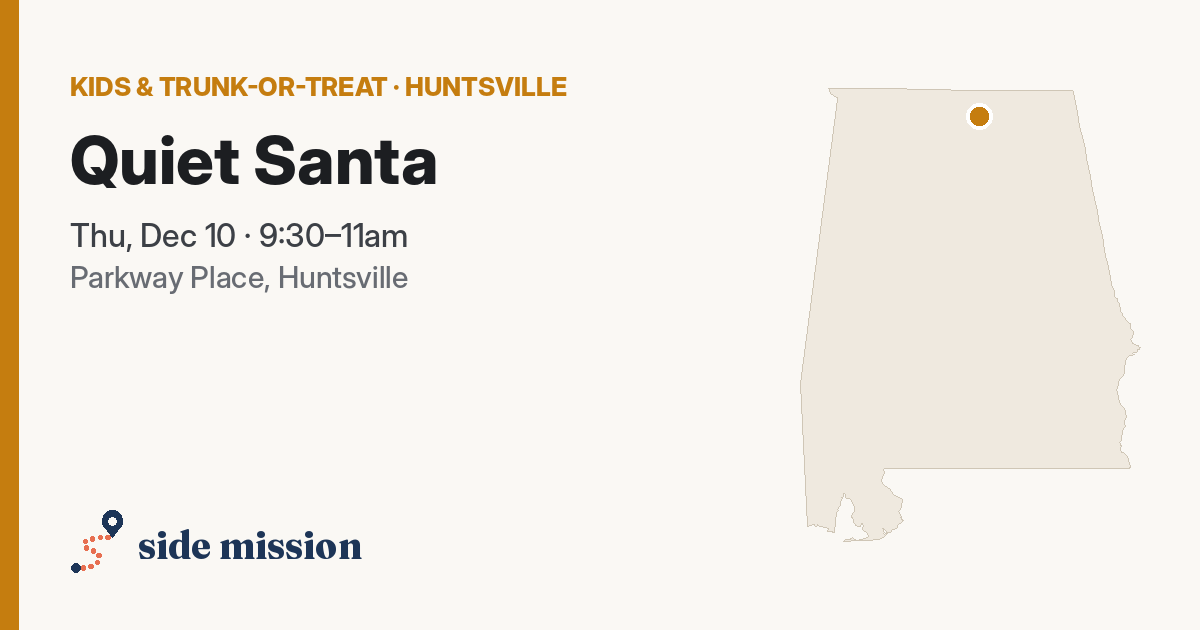 KIDS & TRUNK-OR-TREAT · HUNTSVILLE
Quiet Santa
Thu, Dec 10 · 9:30–11am
Parkway Place, Huntsville
side mission